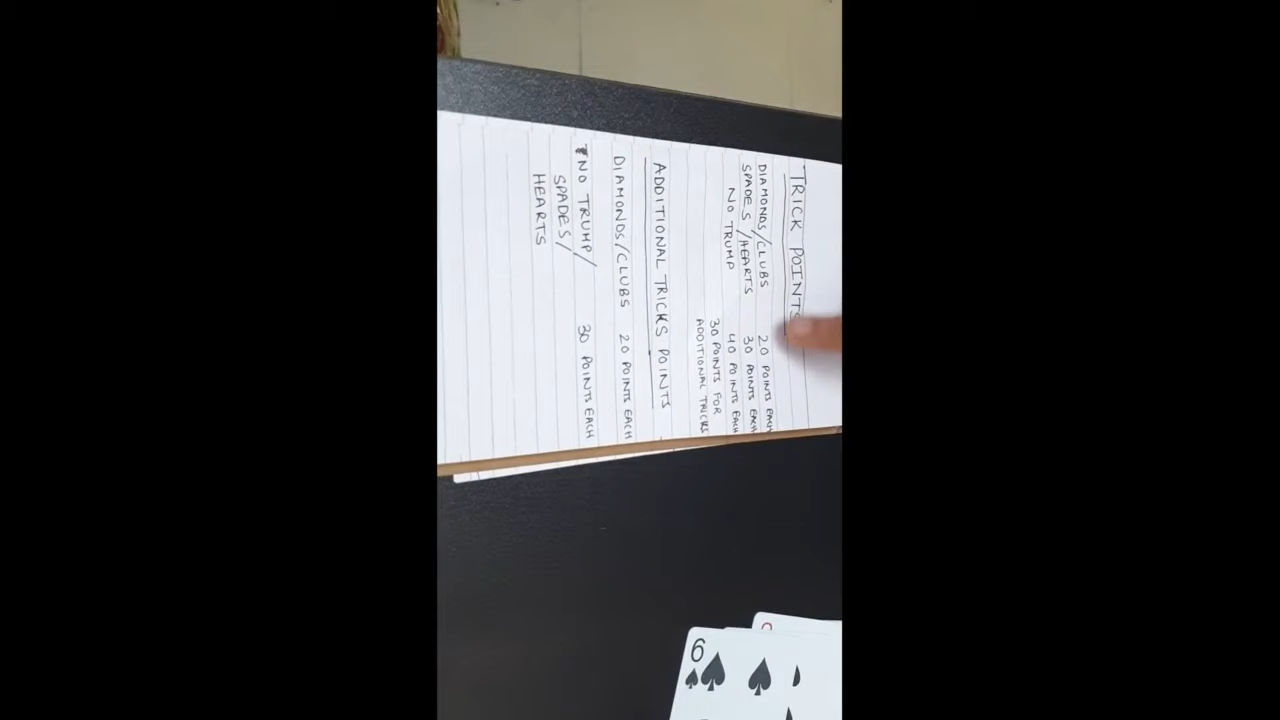 TRICK POINTS
DIAMONDS/CLUBS 20 POINTS EACH
SPADES/HEARTS 30 POINTS EACH
NO TRUMP 40 POINTS EACH
30 POINTS FOR
ADDITIONAL TRICKS
ADDITIONAL TRICKS POINTS
DIAMONDS/CLUBS 20 POINTS EACH
NO TRUMP/ 30 POINTS EACH
SPADES/
HEARTS
6